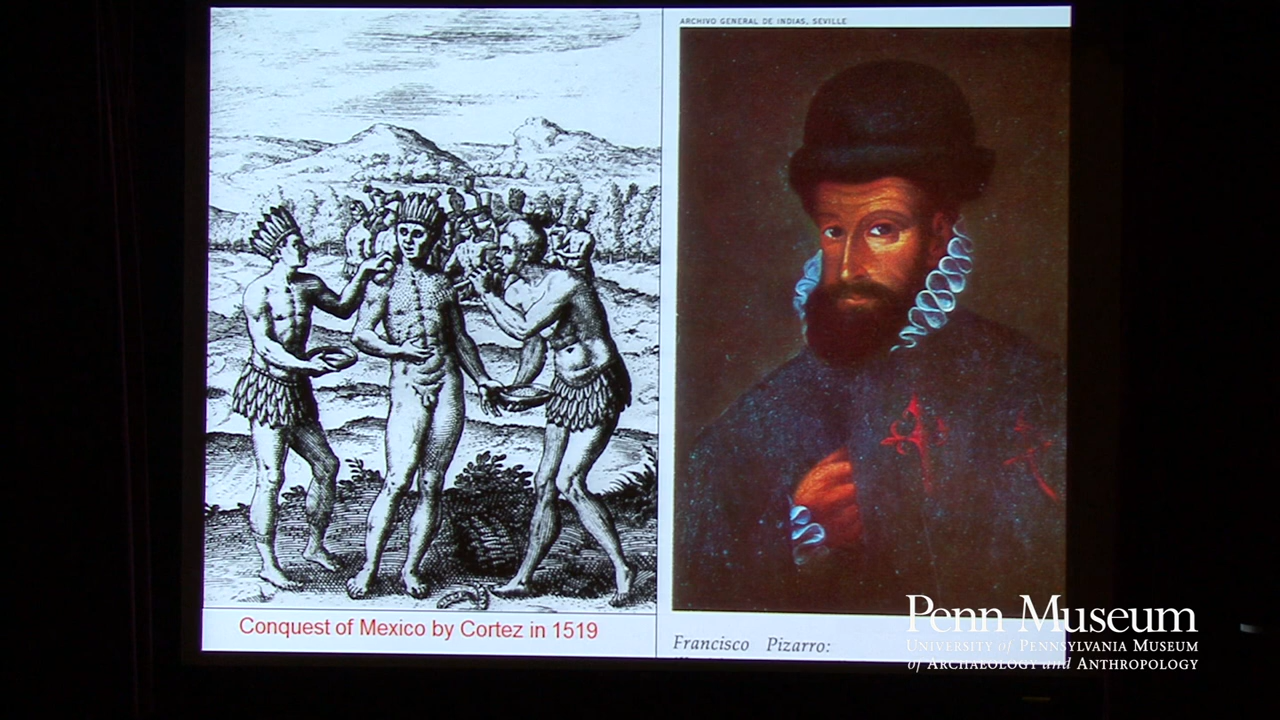 ARCHIVO GENERAL DE INDIAS, SEVILLE
Conquest of Mexico by Cortez in 1519
Francisco Pizarro:
Penn Museum
UNIVERSITY of PENNSYLVANIA MUSEUM
of ARCHAEOLOGY and ANTHROPOLOGY